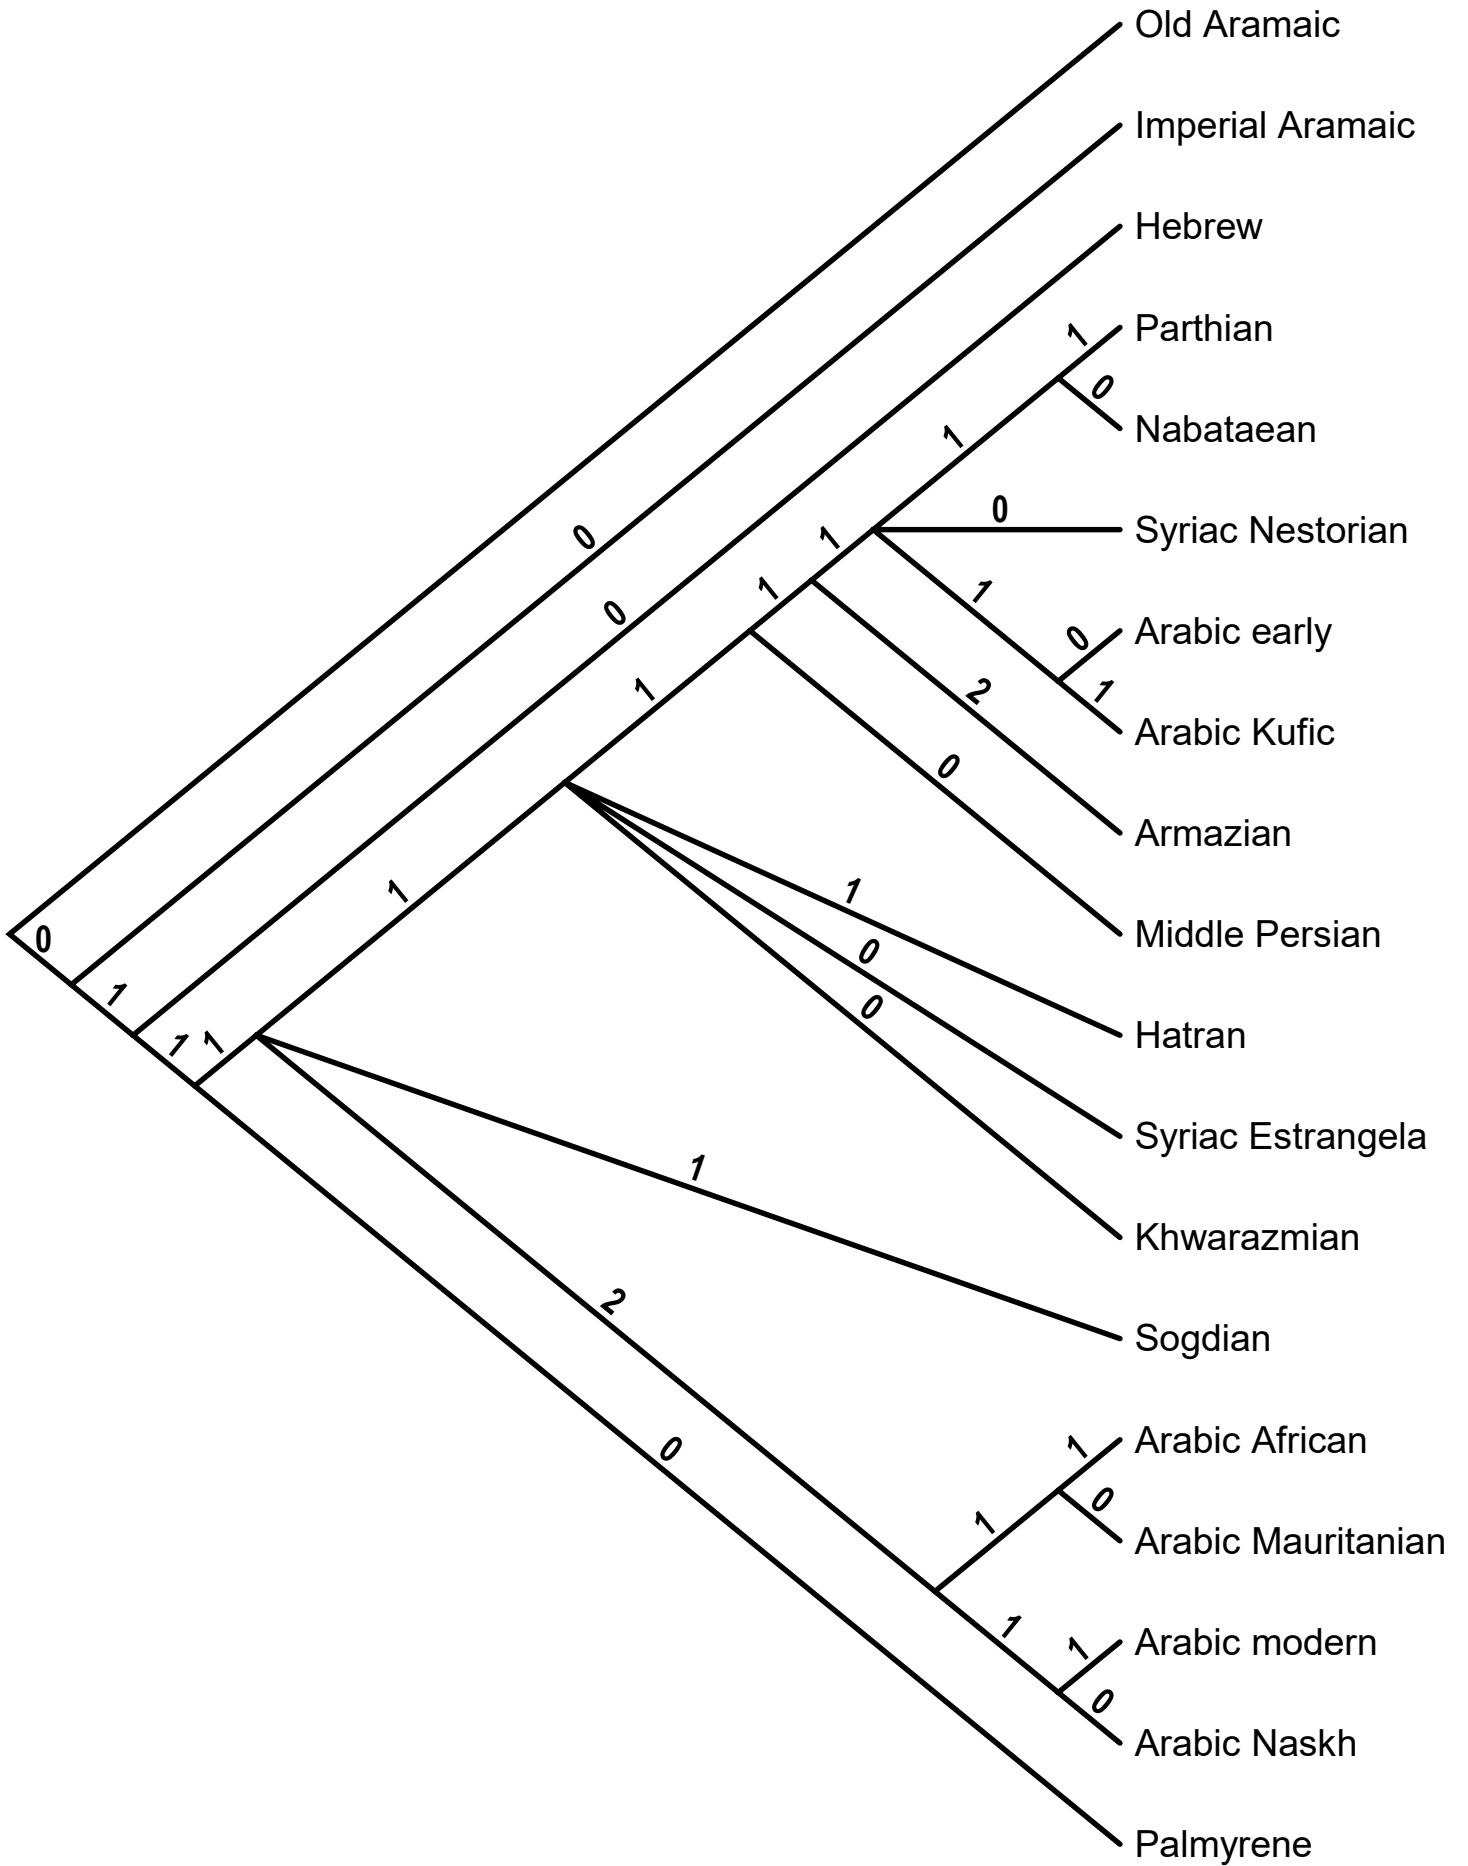 Old Aramaic
Imperial Aramaic
Hebrew
1 Parthian
0
1 Nabataean
0 Syriac Nestorian
0 1
1 1
0 0 Arabic early
1 2 1
Arabic Kufic
0
Armazian
1 1
0 Middle Persian
0 0
1 Hatran
1 1
Syriac Estrangela
1
Khwarazmian
2
Sogdian
0 1 Arabic African
0
1 Arabic Mauritanian
1 1 Arabic modern
0
Arabic Naskh
Palmyrene